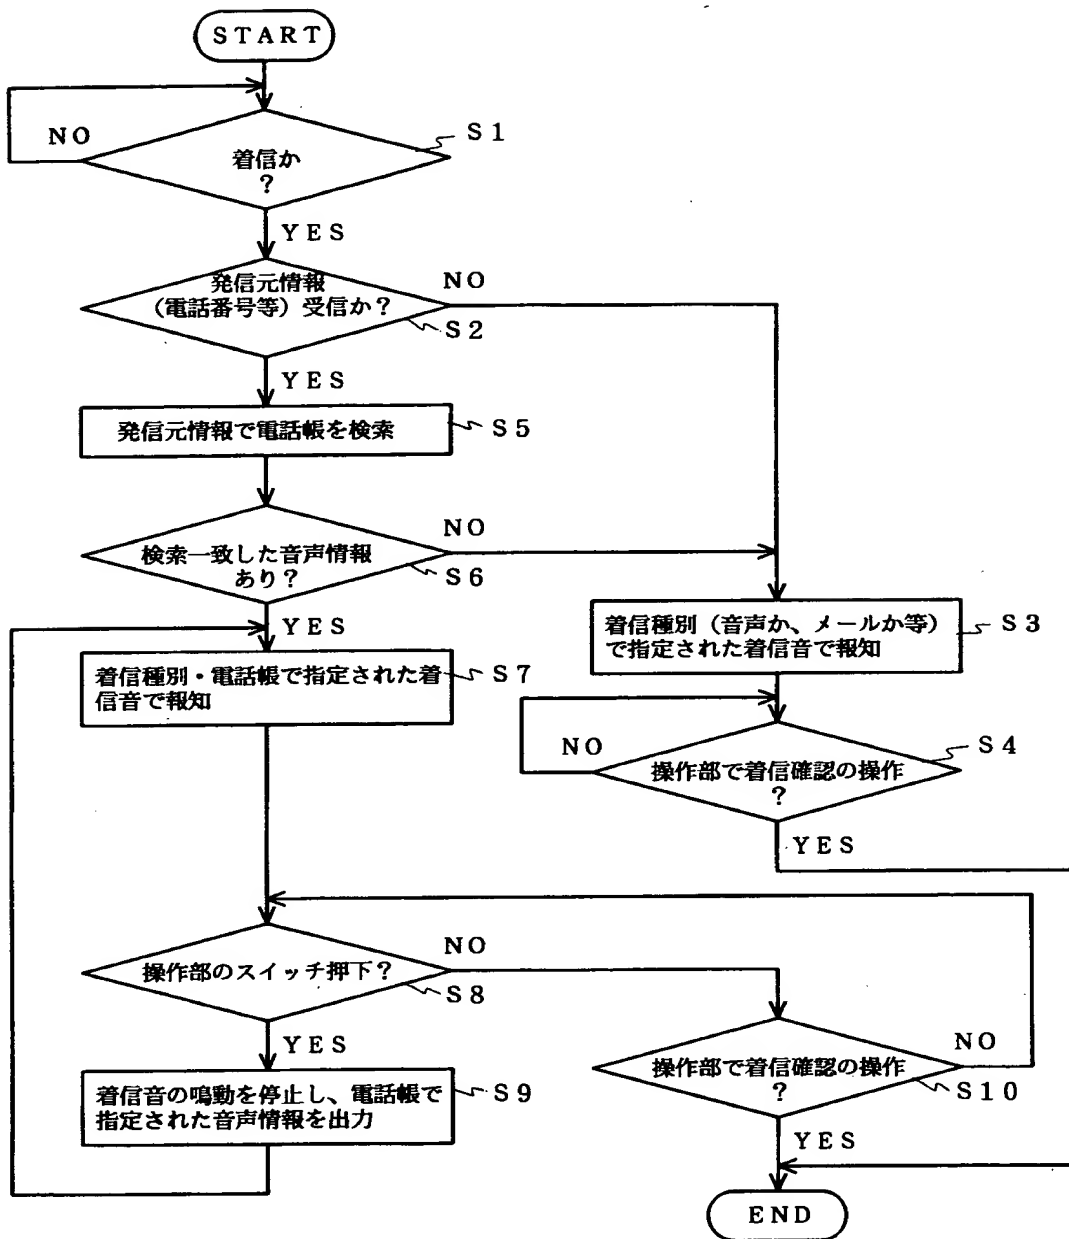 START
NO
S1
着信か
?
YES
発信元情報
(電話番号等)受信か?
NO
S2
YES
発信元情報で電話帳を検索
S5
検索一致した音声情報
あり?
NO
S6
YES
着信種別・電話帳で指定された着
信音で報知
S7
着信種別(音声か、メールか等)
で指定された着信音で報知
S3
NO
操作部で着信確認の操作
?
S4
YES
操作部のスイッチ押下?
NO
S8
YES
着信音の鳴動を停止し、電話帳で
指定された音声情報を出力
S9
操作部で着信確認の操作
?
NO
S10
YES
END